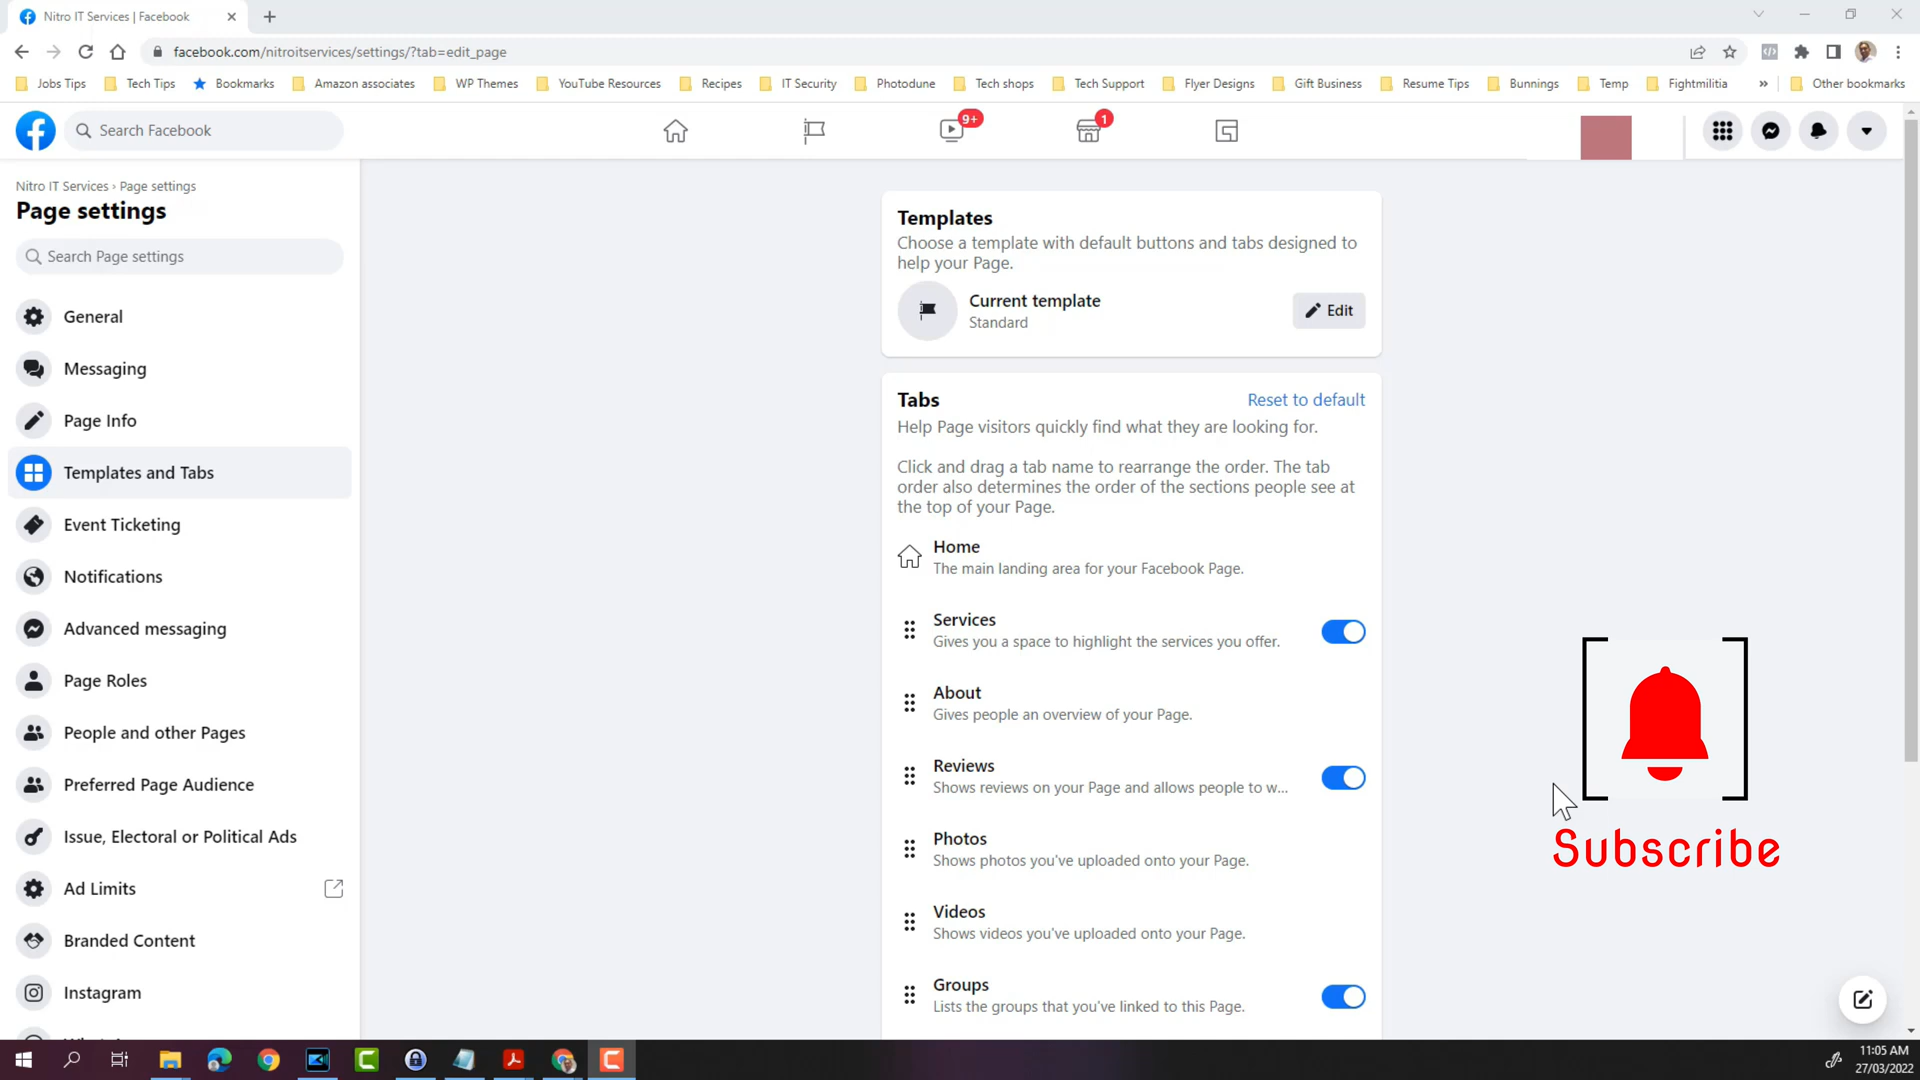 Nitro IT Services | Facebook
facebook.com/nitroitservices/settings/?tab=edit_page
Jobs Tips Tech Tips Bookmarks Amazon associates WP Themes YouTube Resources Recipes IT Security Photodune Tech shops Tech Support Flyer Designs Gift Business Resume Tips Bunnings Temp Fightmilitia » Other bookmarks
Search Facebook
9+
1
Nitro IT Services › Page settings
Page settings
Search Page settings
General
Messaging
Page Info
Templates and Tabs
Event Ticketing
Notifications
Advanced messaging
Page Roles
People and other Pages
Preferred Page Audience
Issue, Electoral or Political Ads
Ad Limits
Branded Content
Instagram
Templates
Choose a template with default buttons and tabs designed to
help your Page.
Current template
Standard
Edit
Tabs
Reset to default
Help Page visitors quickly find what they are looking for.
Click and drag a tab name to rearrange the order. The tab
order also determines the order of the sections people see at
the top of your Page.
Home
The main landing area for your Facebook Page.
Services
Gives you a space to highlight the services you offer.
About
Gives people an overview of your Page.
Reviews
Shows reviews on your Page and allows people to w...
Photos
Shows photos you've uploaded onto your Page.
Videos
Shows videos you've uploaded onto your Page.
Groups
Lists the groups that you've linked to this Page.
Subscribe
11:05 AM
27/03/2022